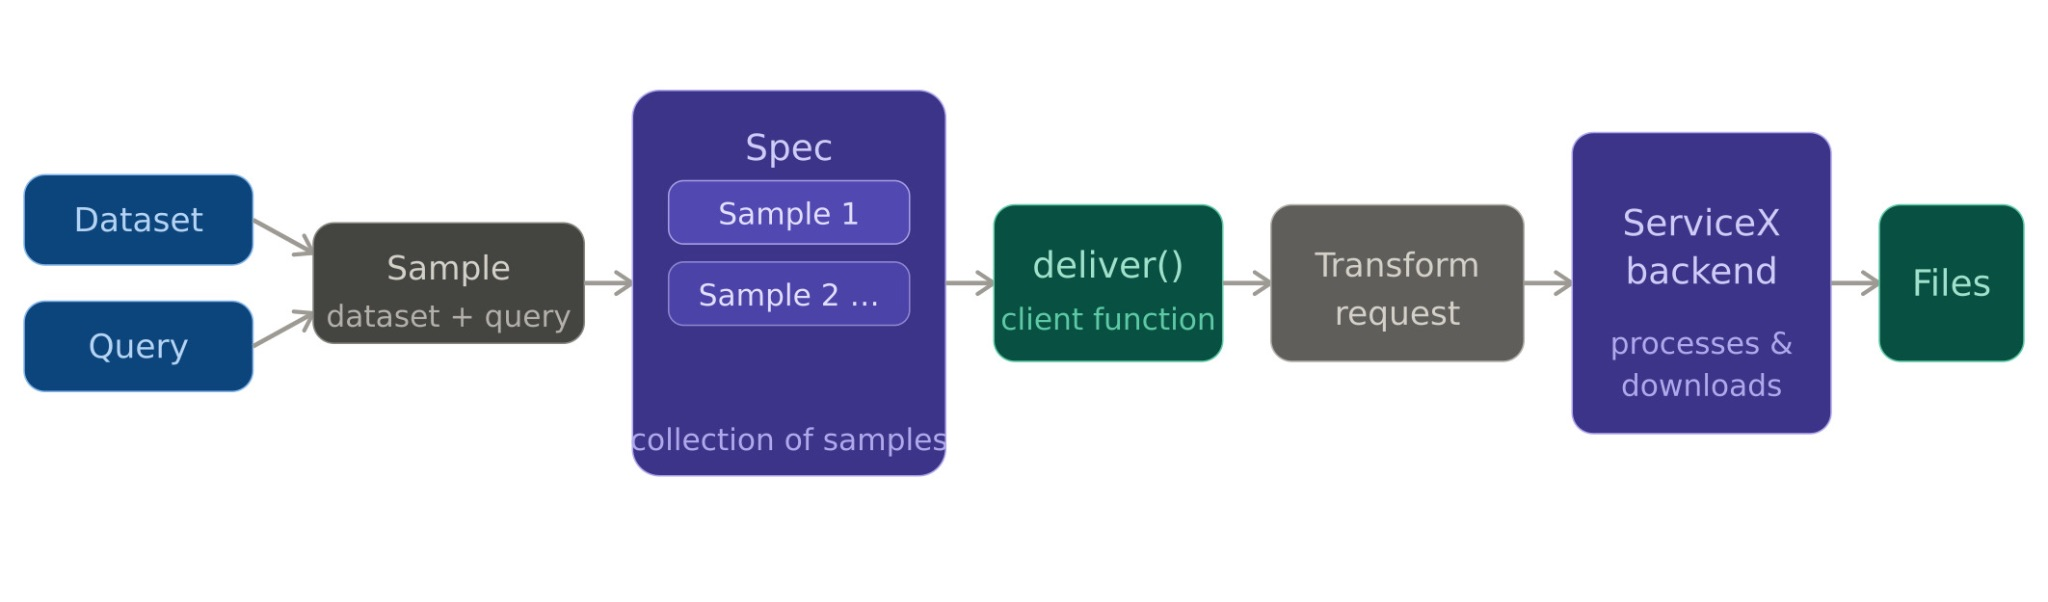 Dataset
Query
Sample
dataset + query
Spec
Sample 1
Sample 2 ...
collection of samples
deliver()
client function
Transform
request
ServiceX
backend
processes &
downloads
Files